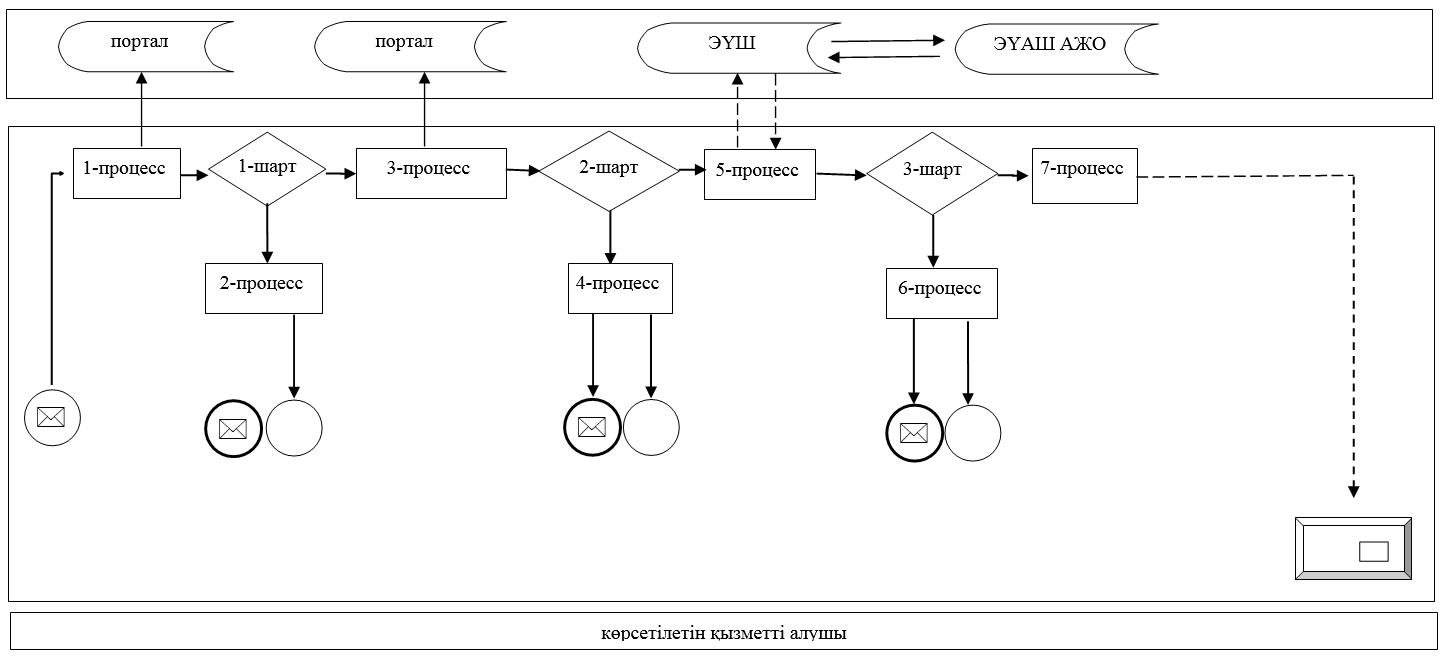 портал
портал
ЭҮШ
ЭҮАШ АЖО
1-процесс
1-шарт
3-процесс
2-шарт
5-процесс
3-шарт
7-процесс
2-процесс
4-процесс
6-процесс
көрсетілетін қызметті алушы